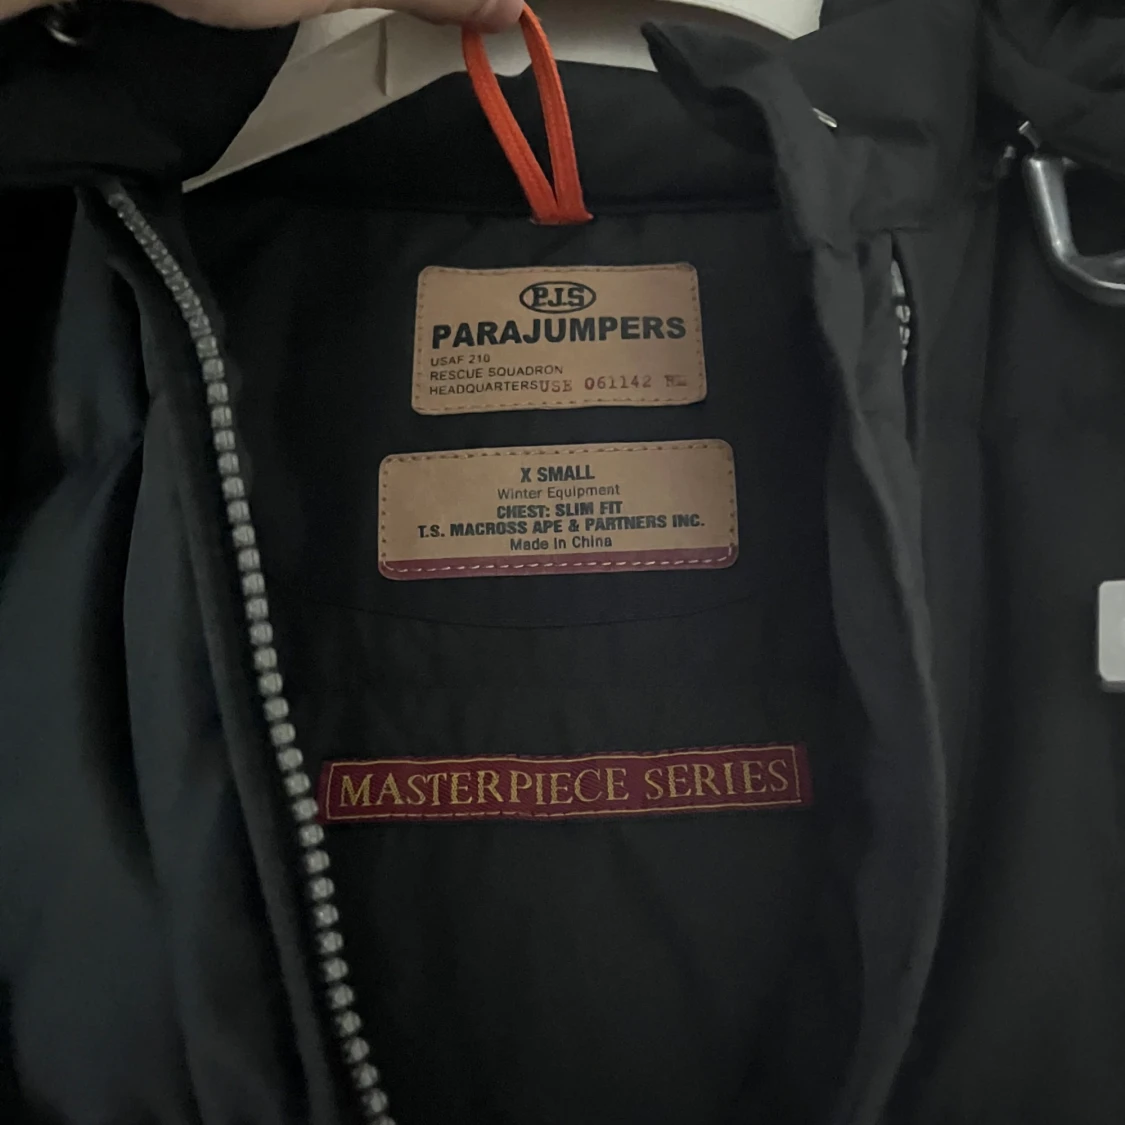 PJS
PARAJUMPERS
USAF 210
RESCUE SQUADRON
HEADQUARTERS USE 061142
X SMALL
Winter Equipment
CHEST: SLIM FIT
T.S. MACROSS APE & PARTNERS INC.
Made In China
MASTERPIECE SERIES